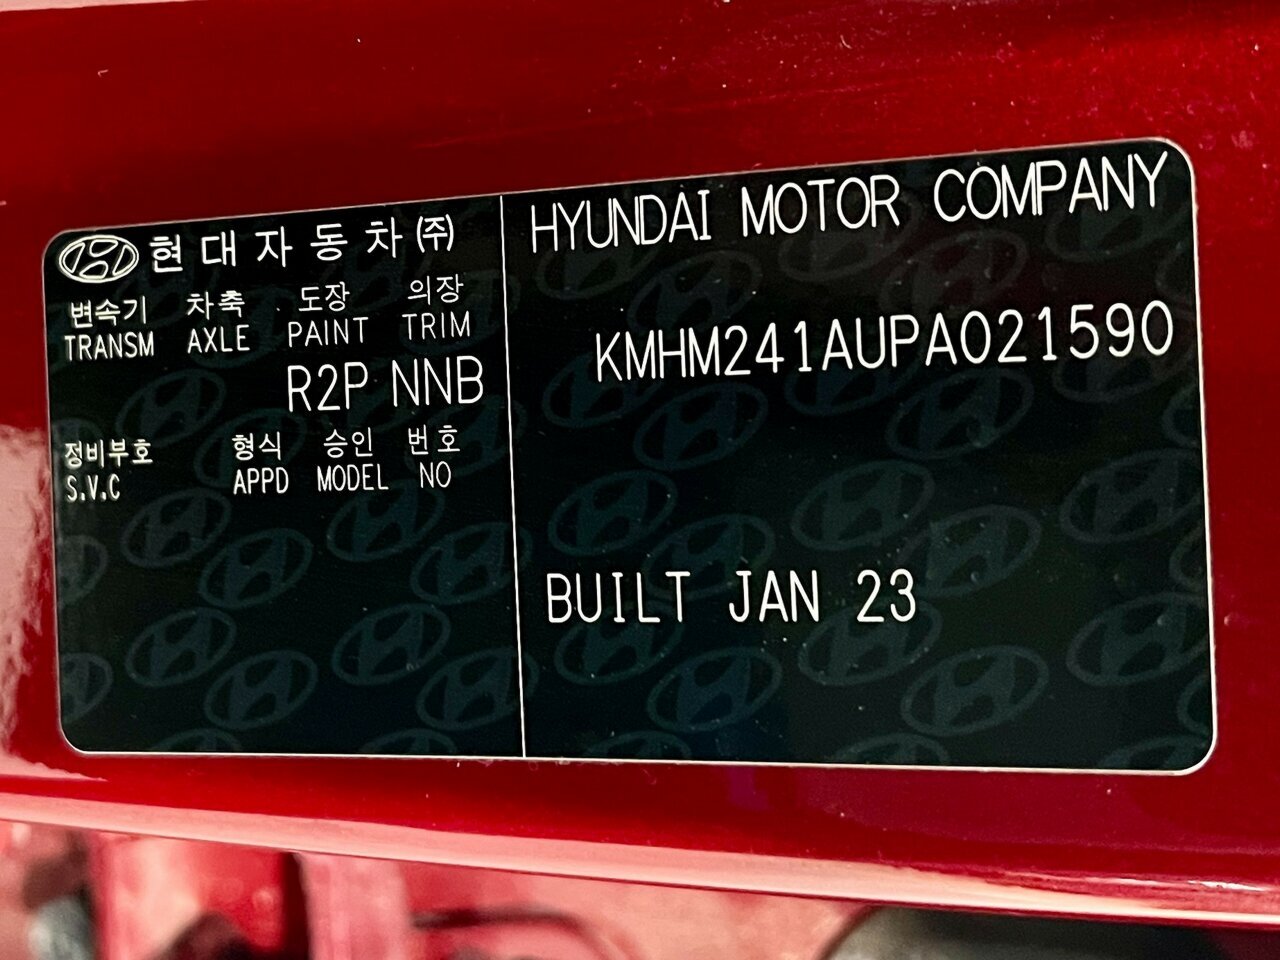 현대자동차㈜
변속기 차축 도장 의장
TRANSM AXLE PAINT TRIM
R2P NNB
정비부호 형식 승인 번호
S.V.C APPD MODEL NO
HYUNDAI MOTOR COMPANY
KMHM241AUPA021590
BUILT JAN 23